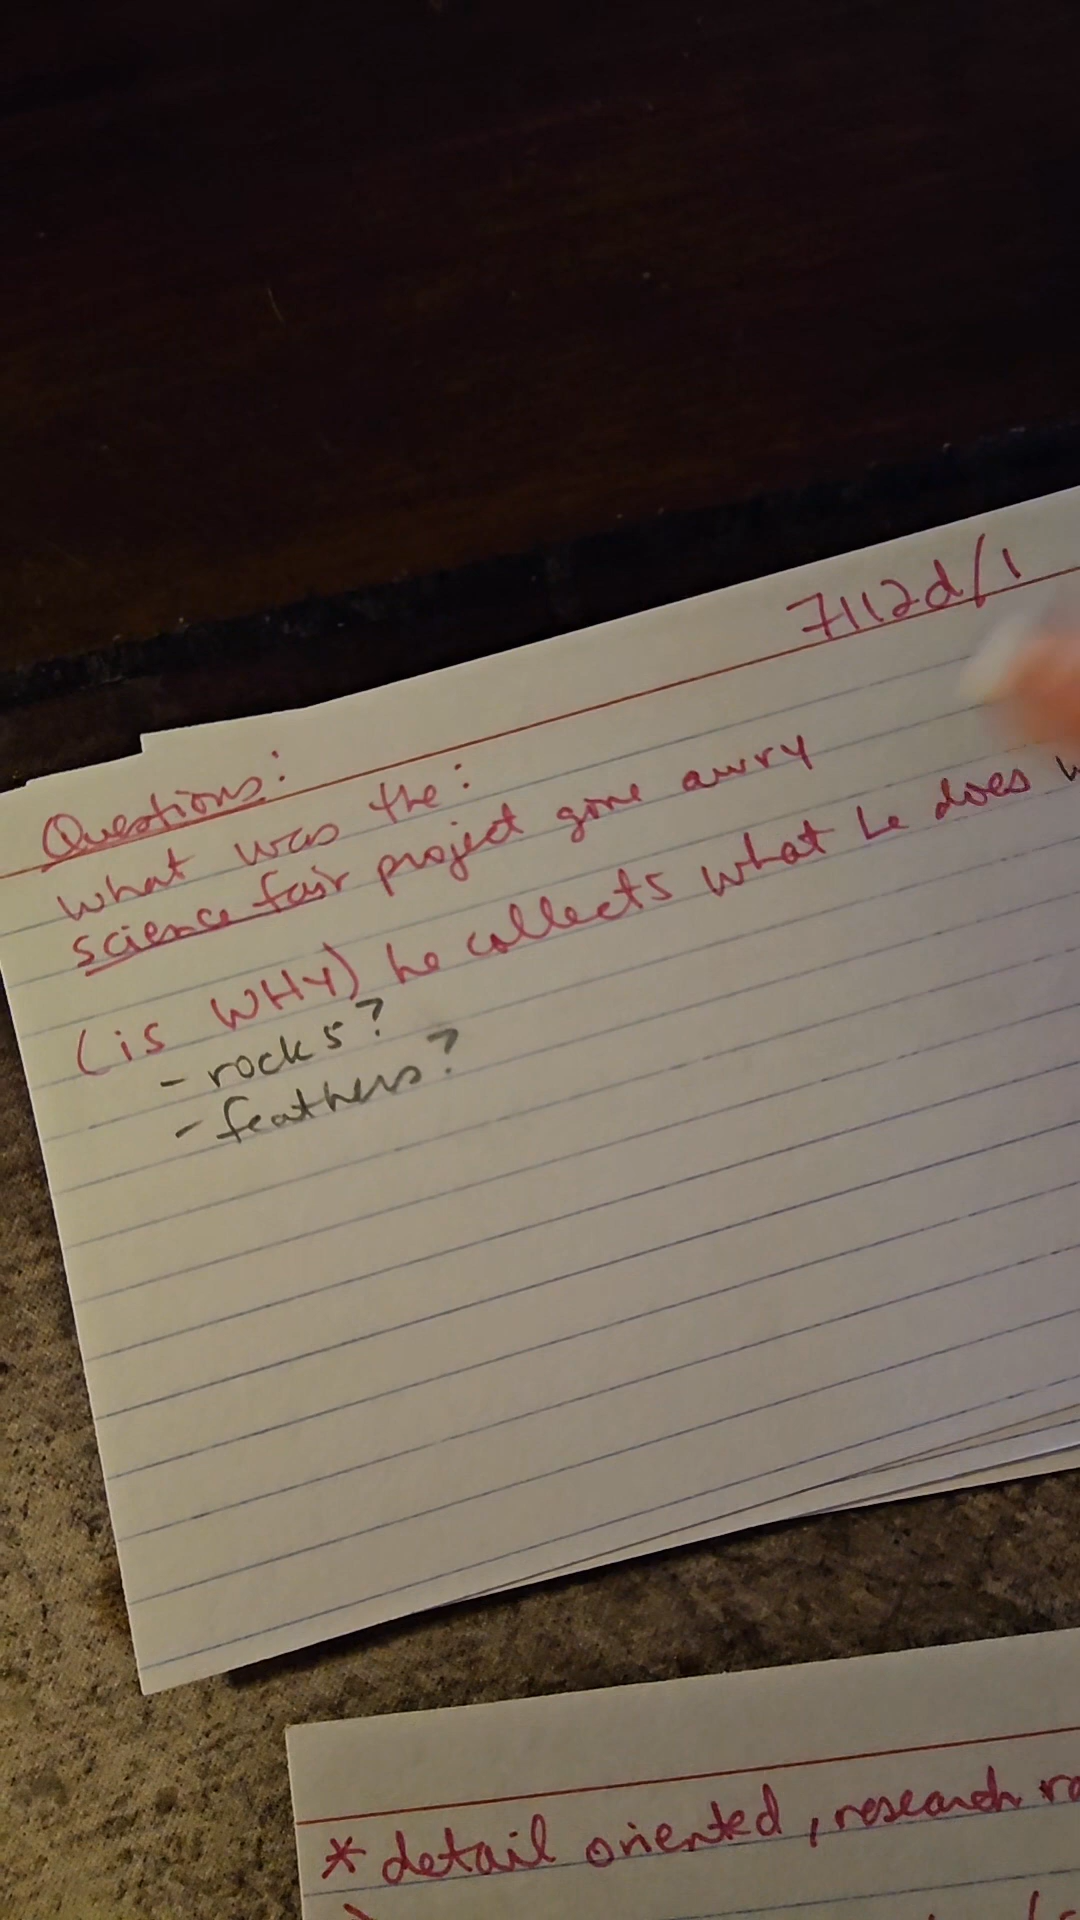 7112d/1
Questions:
What was the:
science fair project gone awry
(is WHY) he collects what he does
- rocks?
- feathers?
* detail oriented, research